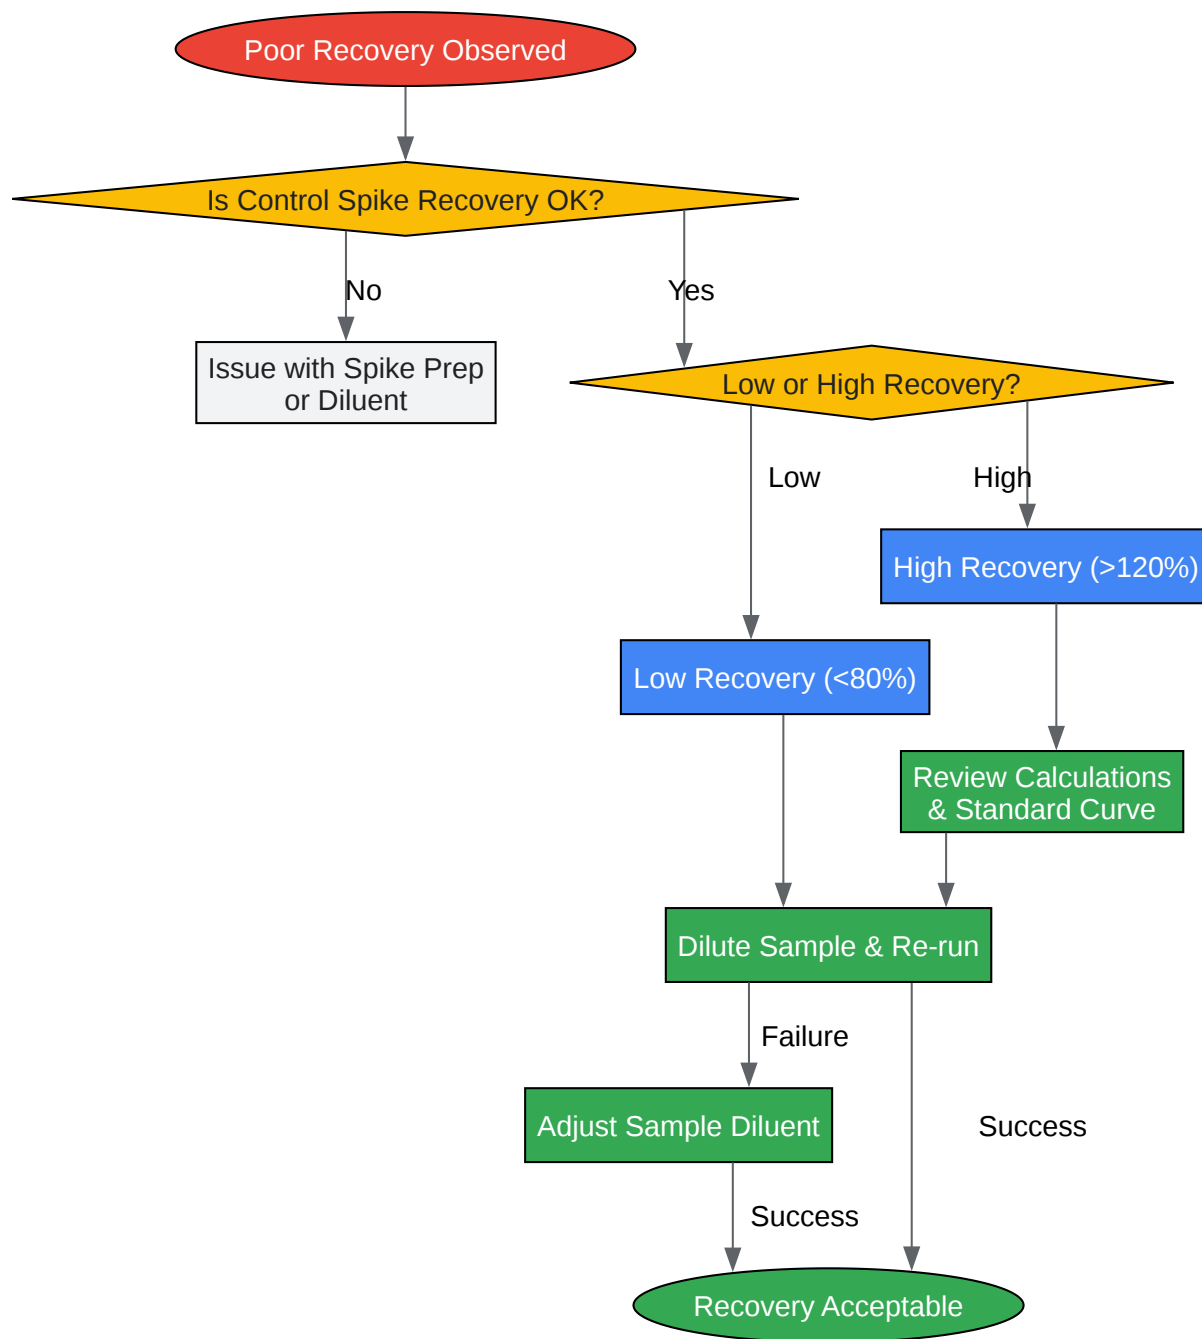 Poor Recovery Observed
Is Control Spike Recovery OK?
No
Yes
Issue with Spike Prep
or Diluent
Low or High Recovery?
Low
High
High Recovery (>120%)
Low Recovery (<80%)
Review Calculations
& Standard Curve
Dilute Sample & Re-run
Failure
Adjust Sample Diluent
Success
Success
Recovery Acceptable